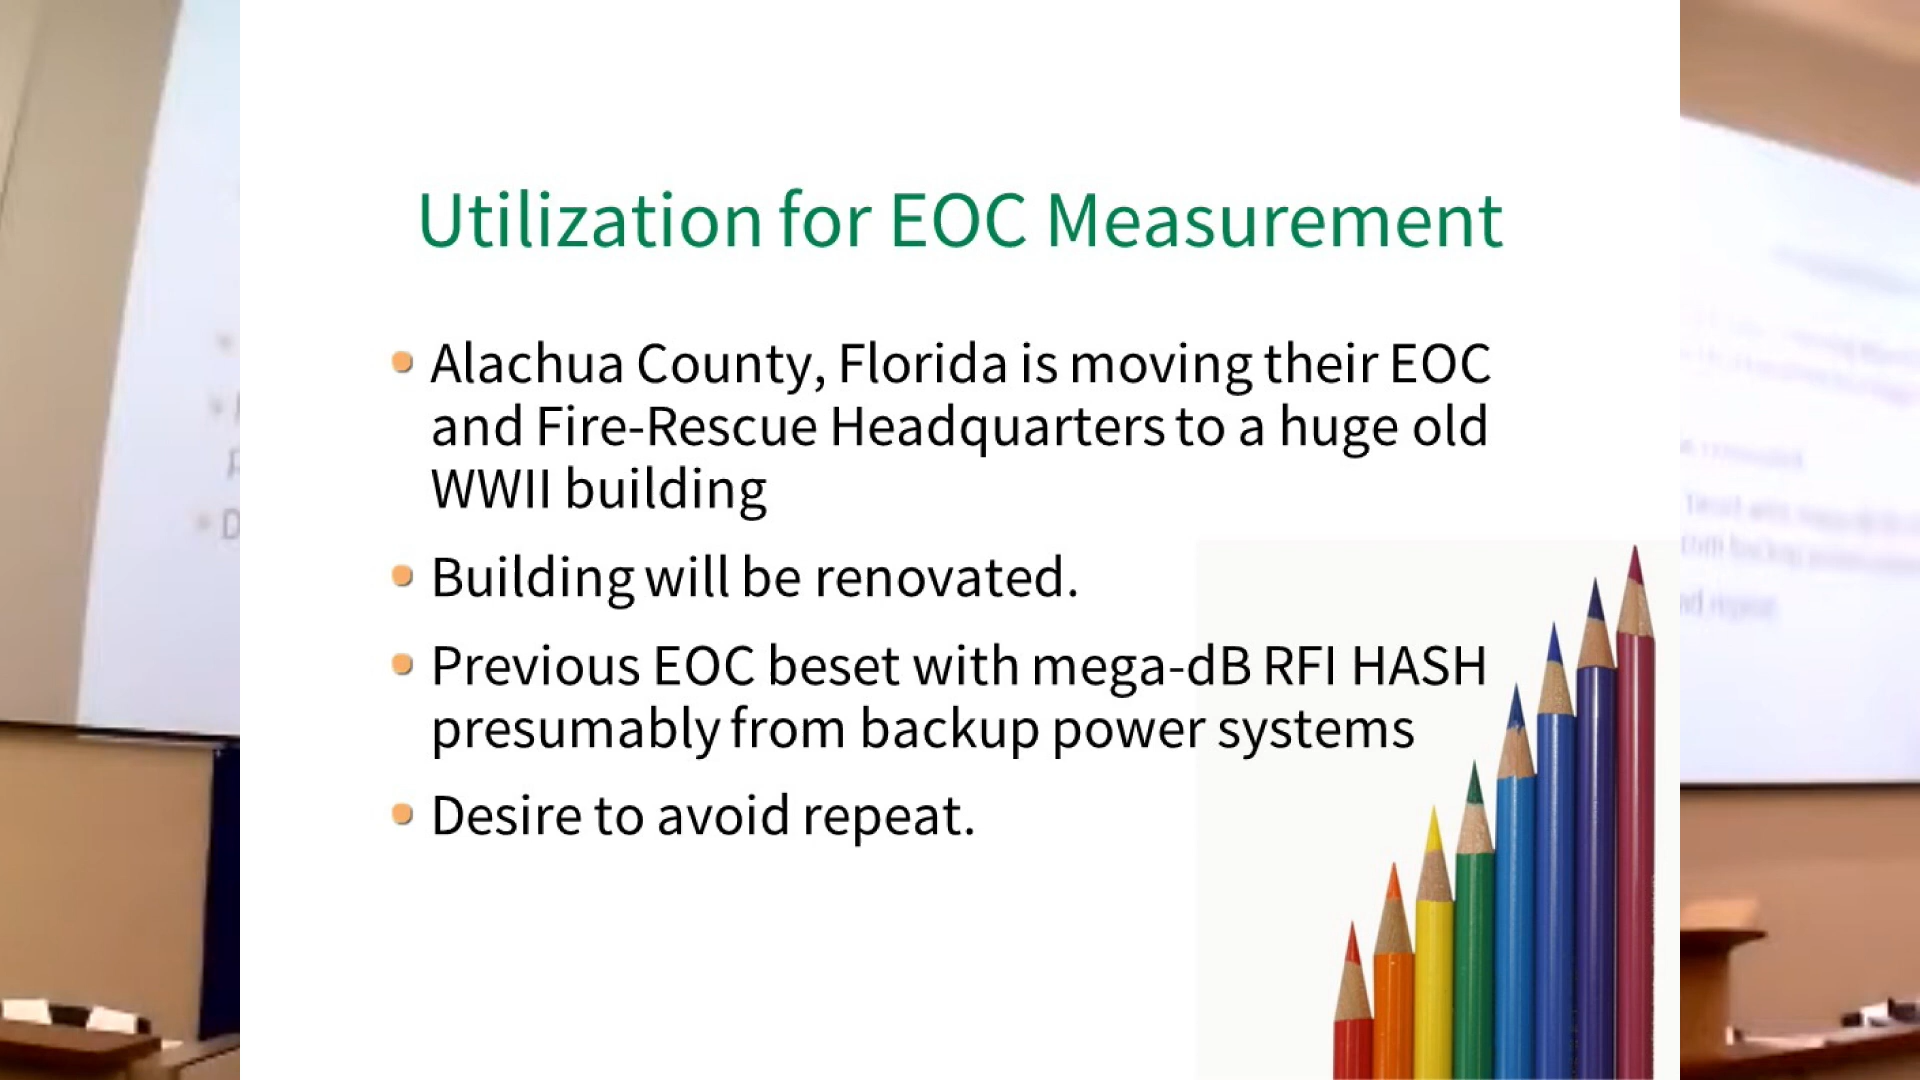 Utilization for EOC Measurement
Alachua County, Florida is moving their EOC
and Fire-Rescue Headquarters to a huge old
WWII building
Building will be renovated.
Previous EOC beset with mega-dB RFI HASH
presumably from backup power systems
Desire to avoid repeat.